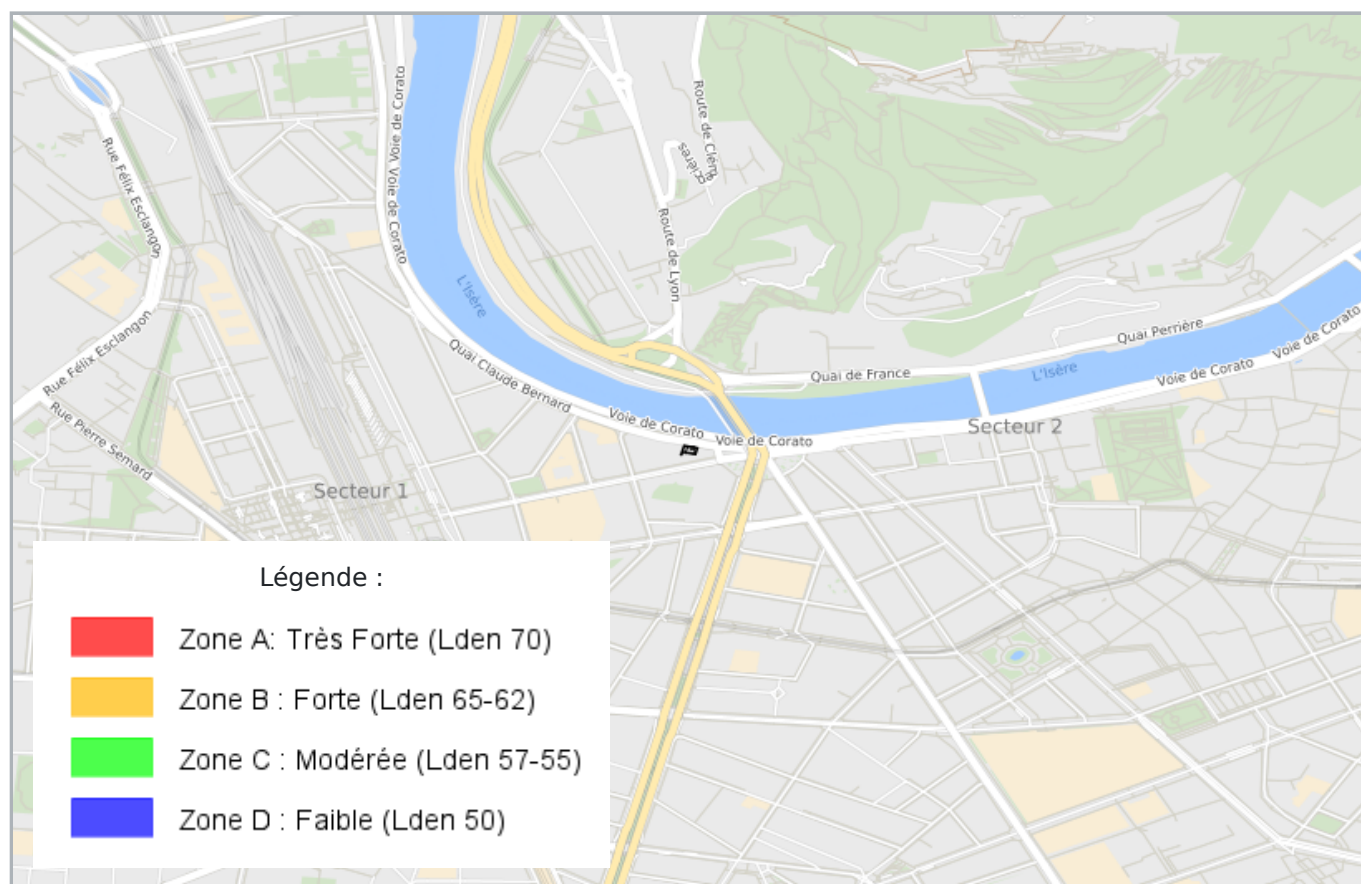 Voie de Corato
Voie de Corato
Rue Félix Esclangon
Rue Félix Esclangon
Rue Pierre Semard
Route de Clémencières
Route de Lyon
L'Isère
Quai Claude Bernard
Voie de Corato
Voie de Corato
Quai de France
Quai Perrière
L'Isère
Voie de Corato
Voie de Corato
Secteur 2
Secteur 1
Légende :
Zone A: Très Forte (Lden 70)
Zone B : Forte (Lden 65-62)
Zone C : Modérée (Lden 57-55)
Zone D : Faible (Lden 50)